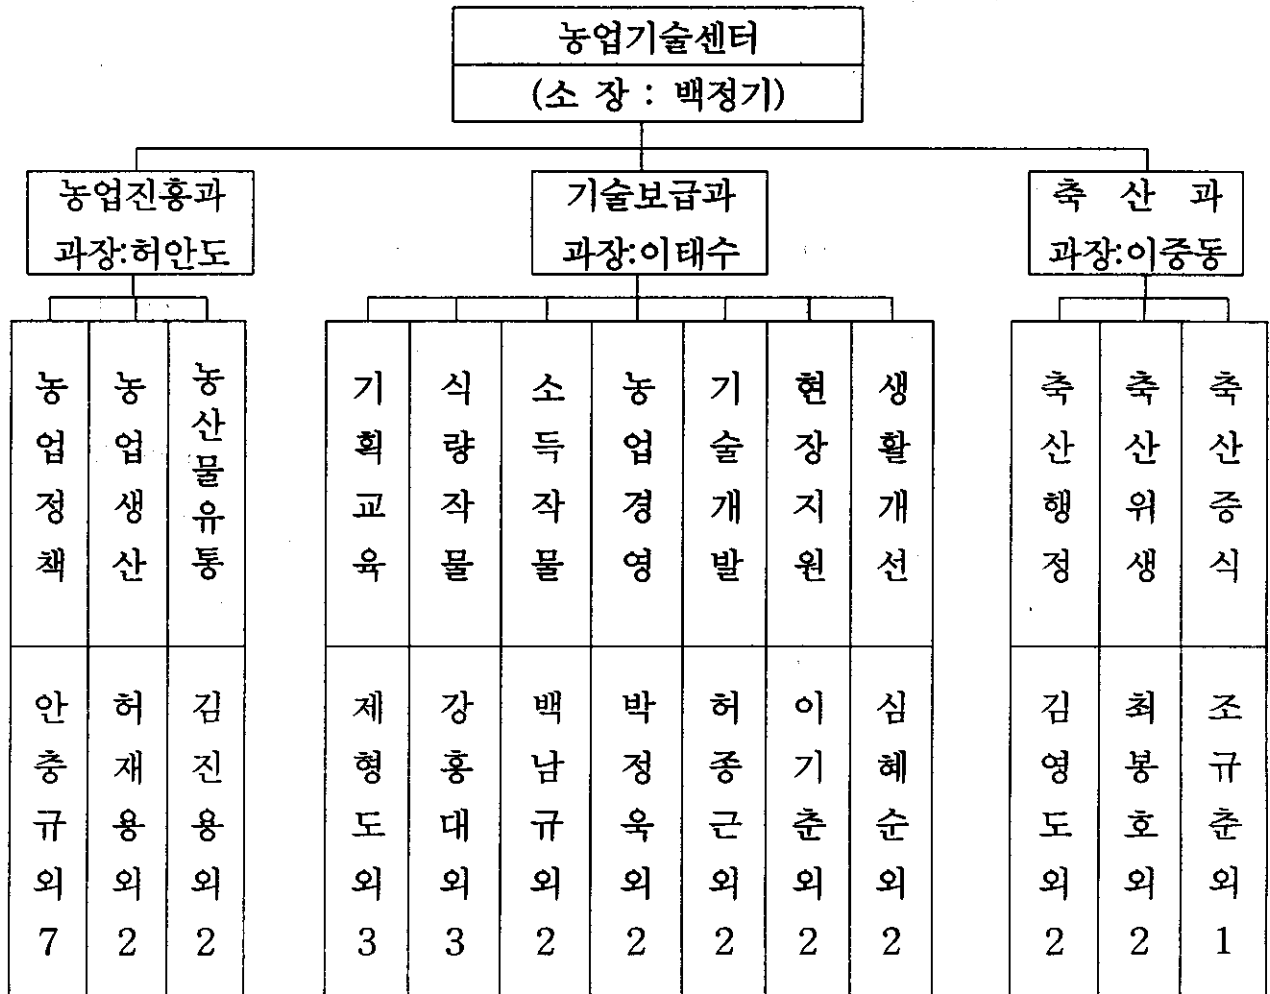 농업기술센터
(소 장 : 백정기)
농업진흥과
과장:허안도
기술보급과
과장:이태수
축 산 과
과장:이중동
농업정책
농업생산
농산물유통
기획교육
식량작물
소득작물
농업경영
기술개발
현장지원
생활개선
축산행정
축산위생
축산증식
안충규외7
허재용외2
김진용외2
제형도외3
강홍대외3
백남규외2
박정욱외2
허종근외2
이기춘외2
심혜순외2
김영도외2
최봉호외2
조규춘외1